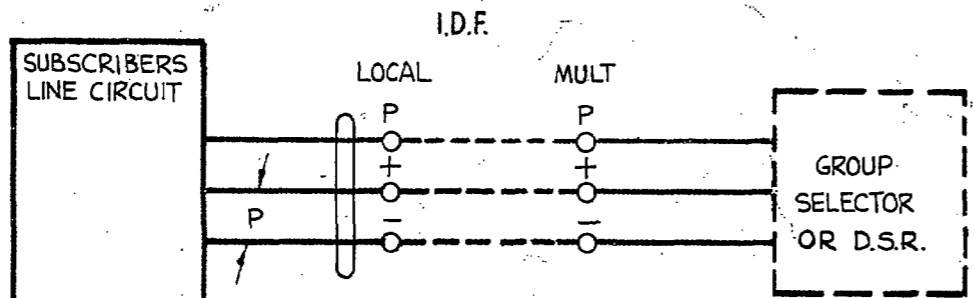 I.D.F.
SUBSCRIBERS
LINE CIRCUIT
LOCAL
MULT
P
P
+
+
P
-
-
GROUP
SELECTOR
OR D.S.R.